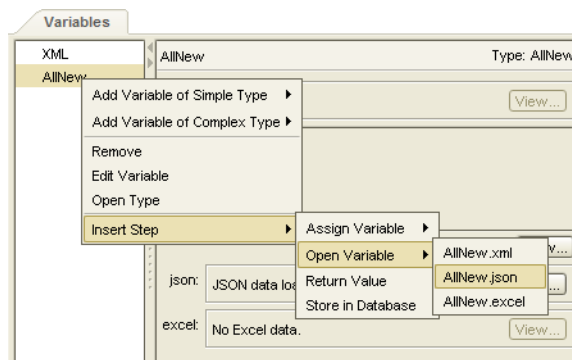 Variables
XML
AllNew
AllNew
Type: AllNew
View...
Add Variable of Simple Type
Add Variable of Complex Type
Remove
Edit Variable
Open Type
Insert Step
Assign Variable
Open Variable
Return Value
Store in Database
AllNew.xml
AllNew.json
AllNew.excel
json:
JSON data loa
excel:
No Excel data.
View...